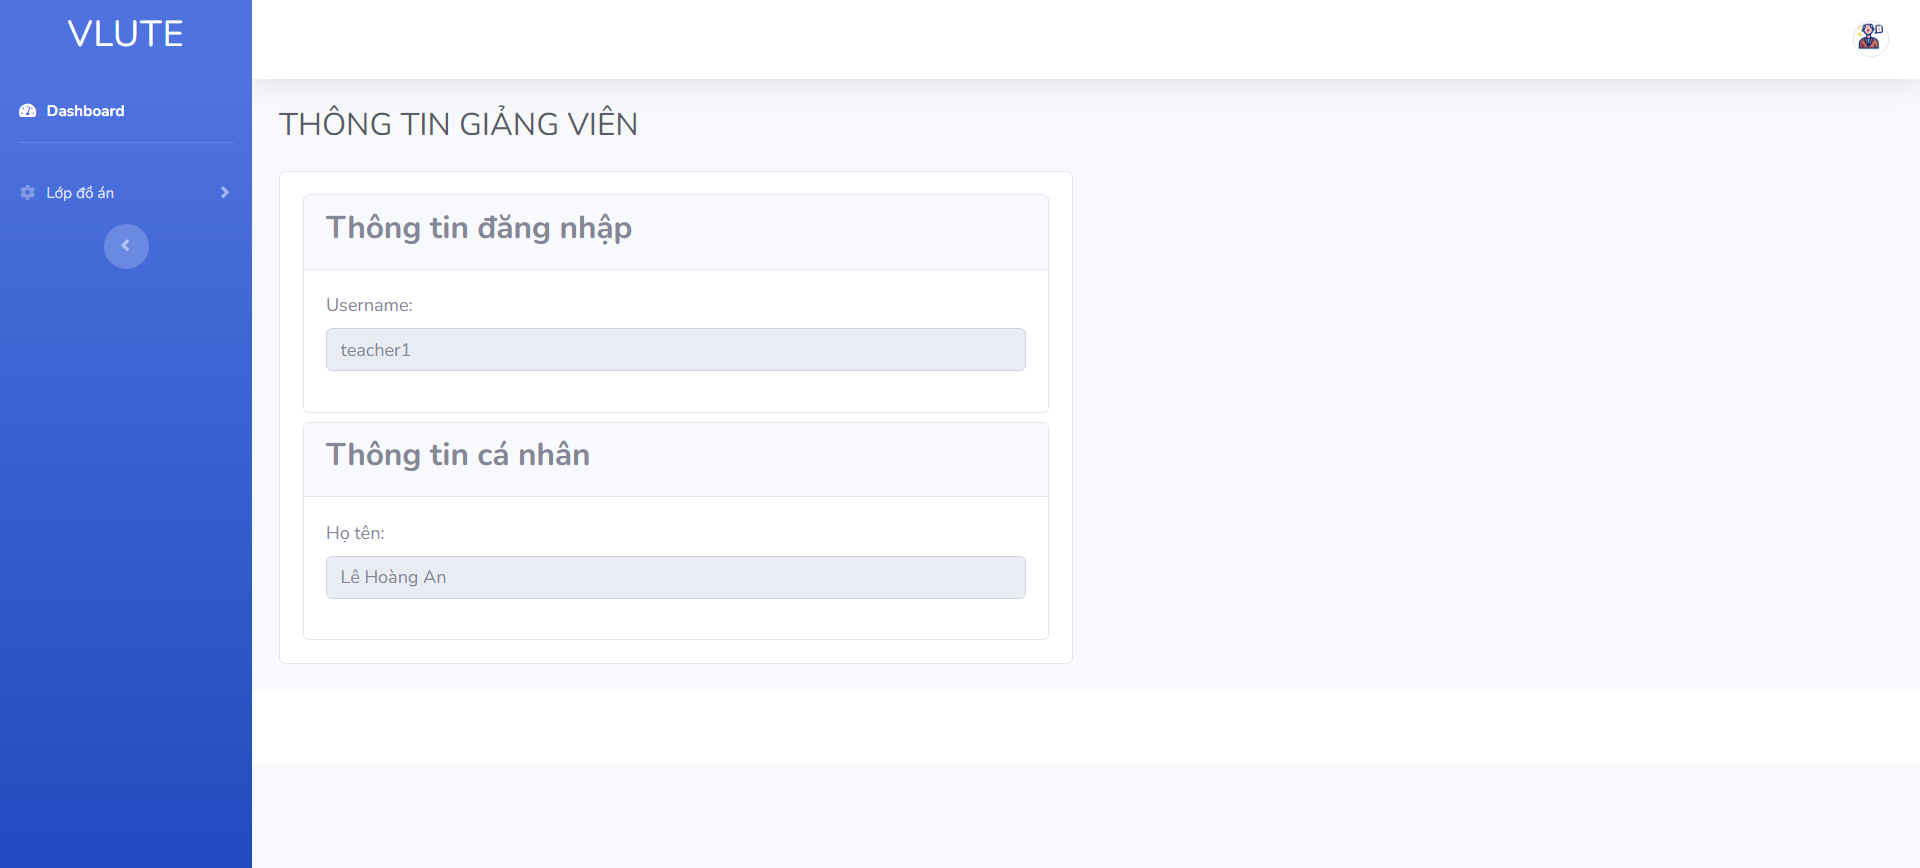 VLUTE
Dashboard
Lớp đồ án
THÔNG TIN GIẢNG VIÊN
Thông tin đăng nhập
Username:
teacher1
Thông tin cá nhân
Họ tên:
Lê Hoàng An